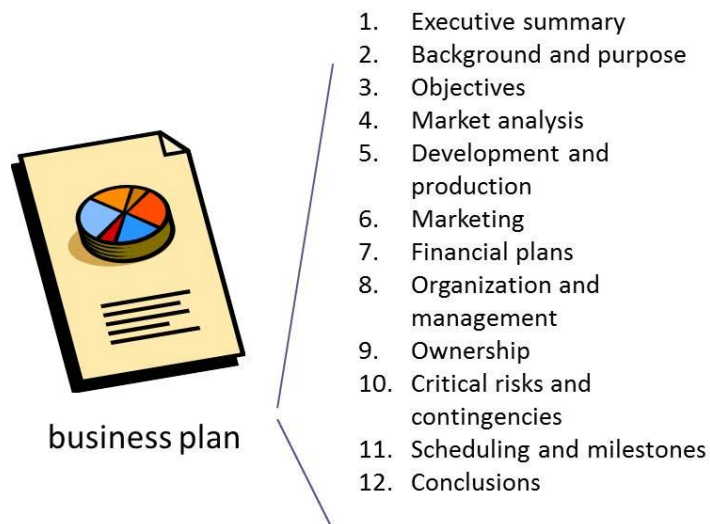 1. Executive summary
2. Background and purpose
3. Objectives
4. Market analysis
5. Development and
production
6. Marketing
7. Financial plans
8. Organization and
management
9. Ownership
10. Critical risks and
contingencies
11. Scheduling and milestones
12. Conclusions
business plan